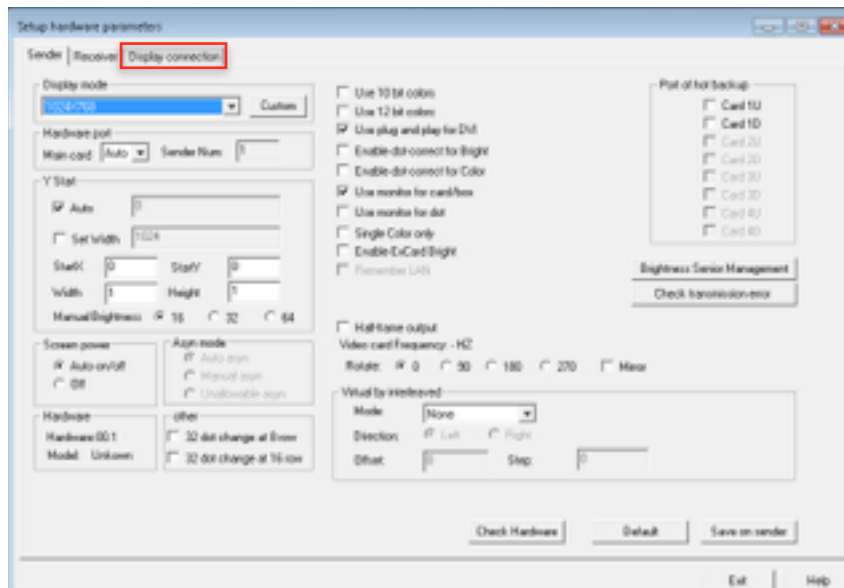 Setup hardware parameters
Sender Receiver Display connection
Display mode
1024X768 Custom
Hardware port
Main card Auto Sender Num: 1
Y Start
Auto 0
Set Width 1024
StartX 0 StartY 0
Width 1 Height 1
Manual Brightness 16 32 64
Screen power
Auto on/off
Off
Asyn mode
Auto asyn
Manual asyn
Unallowable asyn
Hardware
Hardware:00.1
Model: Unkown
other
32 dot change at 8 row
32 dot change at 16 row
Use 10 bit colors
Use 12 bit colors
Use plug and play for DVI
Enable dot-correct for Bright
Enable dot-correct for Color
Use monitor for card/box
Use monitor for dot
Single Color only
Enable ExCard Bright
Remember LAN
Port of hot backup
Card 1U
Card 1D
Card 2U
Card 2D
Card 3U
Card 3D
Card 4U
Card 4D
Brightness Senior Management
Check transmission error
Half-frame output
Video card frequency: - HZ
Rotate: 0 90 180 270 Mirror
Virtual by interleaved
Mode: None
Direction: Left Right
Offset: 0 Step: 0
Check Hardware Default Save on sender
Exit Help